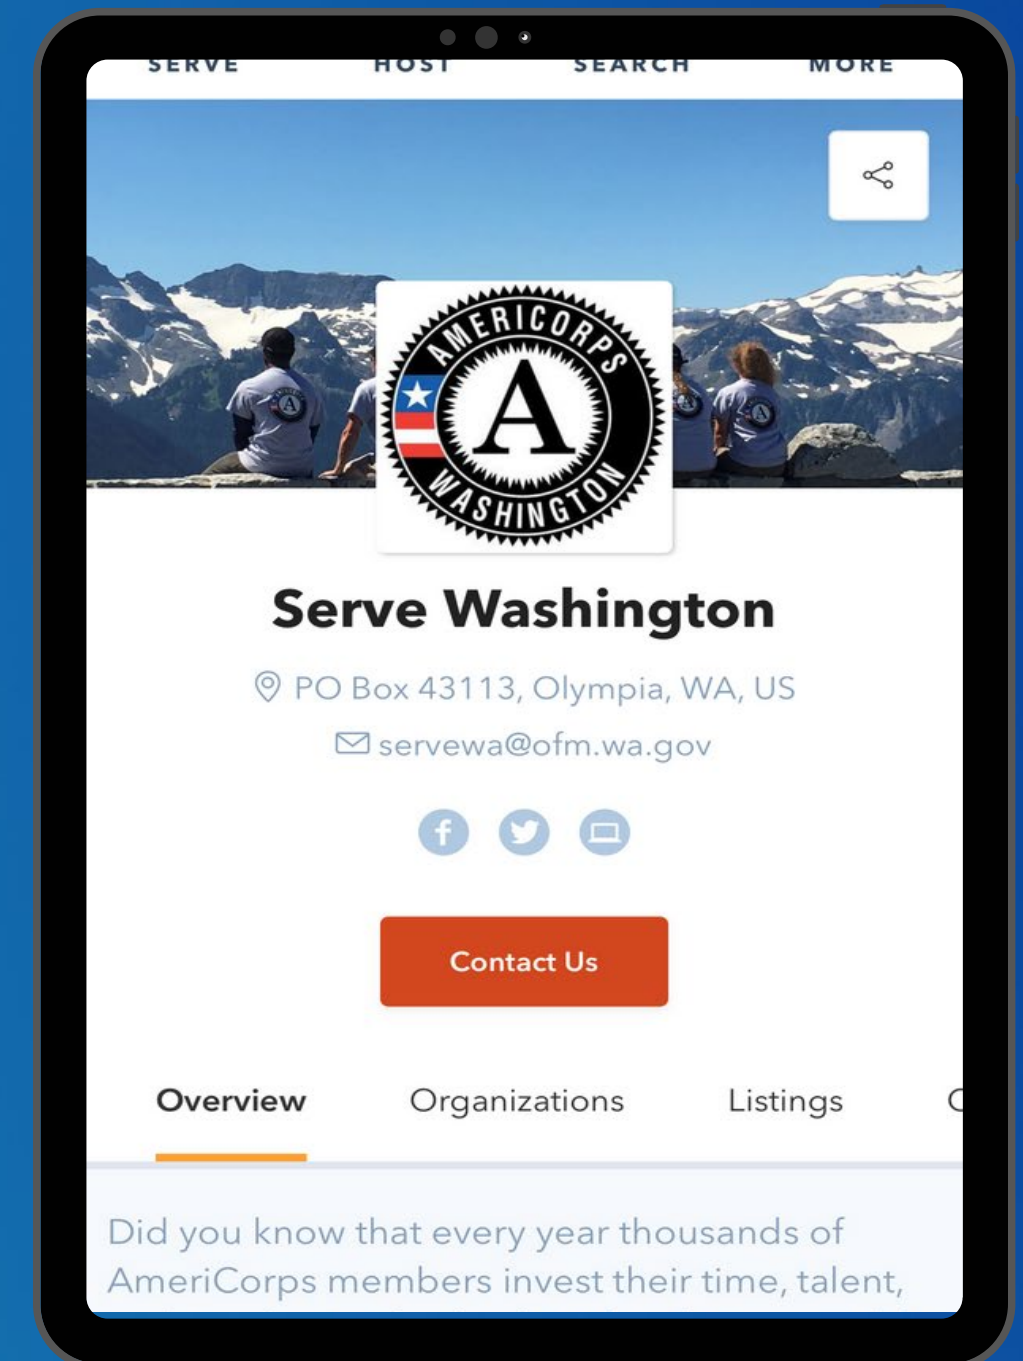 SERVE HOST SEARCH MORE
AMERICORPS
A
WASHINGTON
Serve Washington
PO Box 43113, Olympia, WA, US
servewa@ofm.wa.gov
Contact Us
Overview Organizations Listings
Did you know that every year thousands of
AmeriCorps members invest their time, talent,